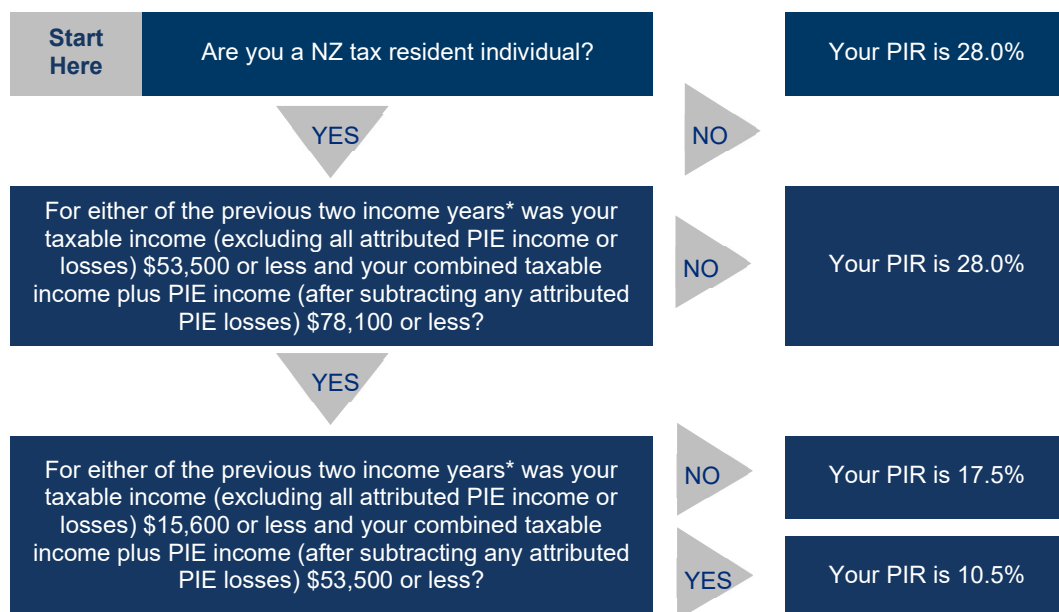 Start
Here
Are you a NZ tax resident individual?
Your PIR is 28.0%
YES
NO
For either of the previous two income years* was your
taxable income (excluding all attributed PIE income or
losses) $53,500 or less and your combined taxable
income plus PIE income (after subtracting any attributed
PIE losses) $78,100 or less?
NO
Your PIR is 28.0%
YES
For either of the previous two income years* was your
taxable income (excluding all attributed PIE income or
losses) $15,600 or less and your combined taxable
income plus PIE income (after subtracting any attributed
PIE losses) $53,500 or less?
NO
Your PIR is 17.5%
YES
Your PIR is 10.5%